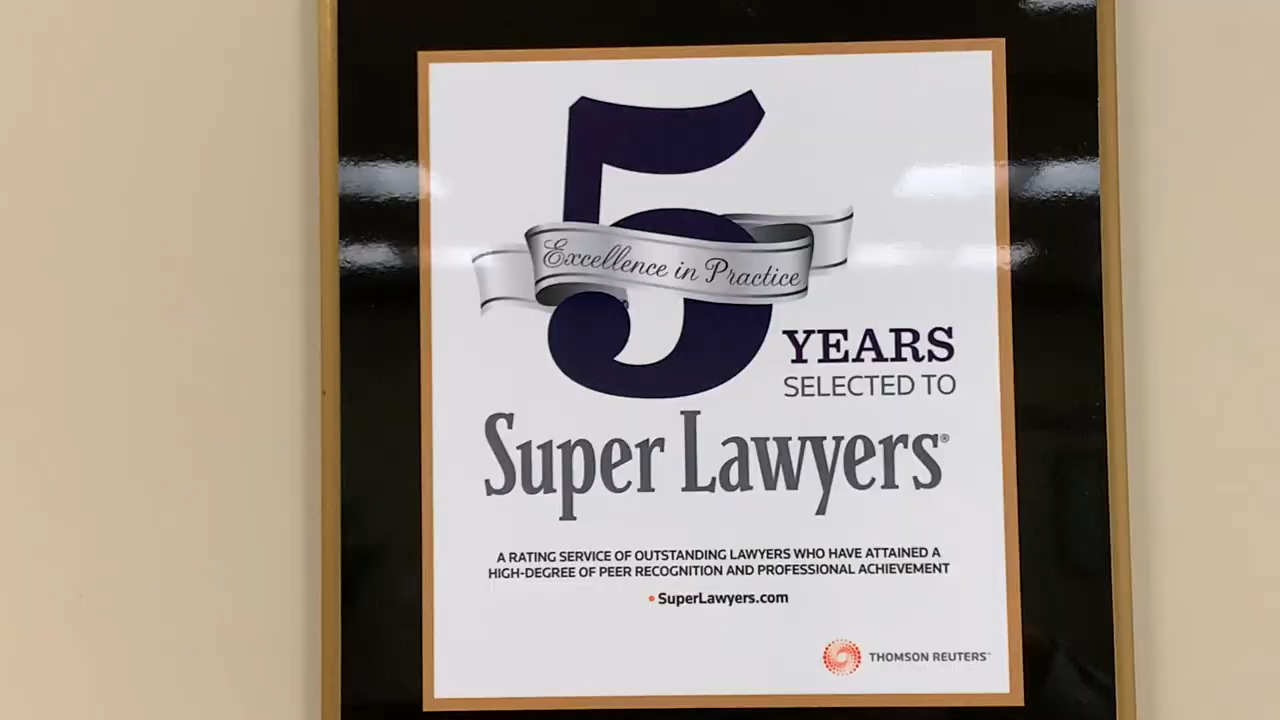 5
Excellence in Practice
YEARS
SELECTED TO
Super Lawyers®
A RATING SERVICE OF OUTSTANDING LAWYERS WHO HAVE ATTAINED A
HIGH-DEGREE OF PEER RECOGNITION AND PROFESSIONAL ACHIEVEMENT
• SuperLawyers.com
THOMSON REUTERS™